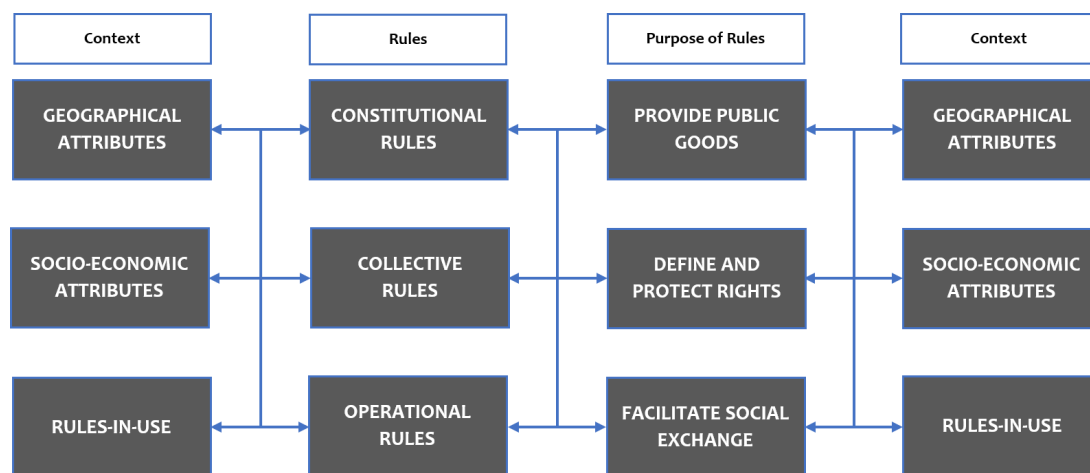 Context
Rules
Purpose of Rules
Context
GEOGRAPHICAL
ATTRIBUTES
CONSTITUTIONAL
RULES
PROVIDE PUBLIC
GOODS
GEOGRAPHICAL
ATTRIBUTES
SOCIO-ECONOMIC
ATTRIBUTES
COLLECTIVE
RULES
DEFINE AND
PROTECT RIGHTS
SOCIO-ECONOMIC
ATTRIBUTES
RULES-IN-USE
OPERATIONAL
RULES
FACILITATE SOCIAL
EXCHANGE
RULES-IN-USE